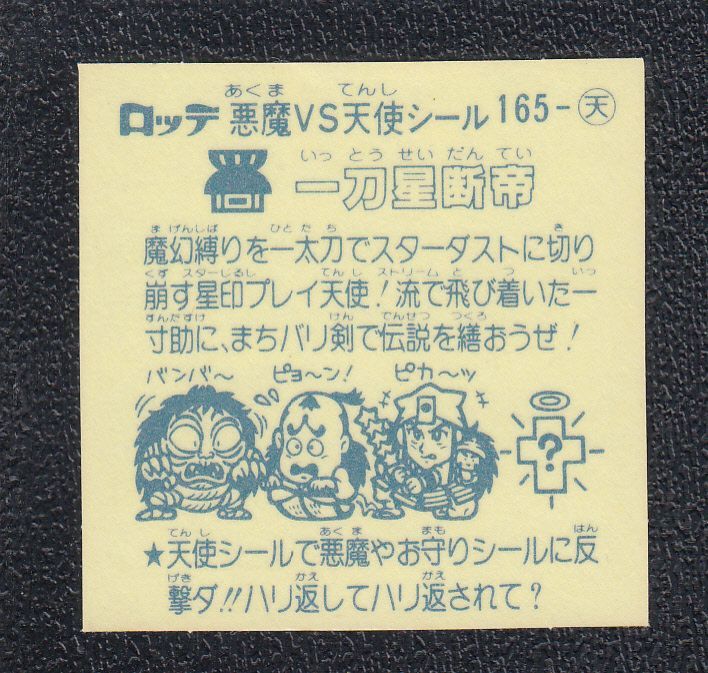 あくま てんし
ロッテ 悪魔VS天使シール 165-天
いっとうせいだんてい
一刀星断帝
まげんしば ひとたち き
魔幻縛りを一太刀でスターダストに切り
くず スターじるし てんし ストリーム と つ いっ
崩す星印プレイ天使!流で飛び着いた一
すんだすけ けん でんせつ つくろ
寸助に、まちバリ剣で伝説を繕おうぜ!
バンバ〜 ピョ〜ン! ピカ〜ッ
?
てんし あくま まも はん
★天使シールで悪魔やお守りシールに反
げき かえ かえ
撃ダ!!ハリ返してハリ返されて?